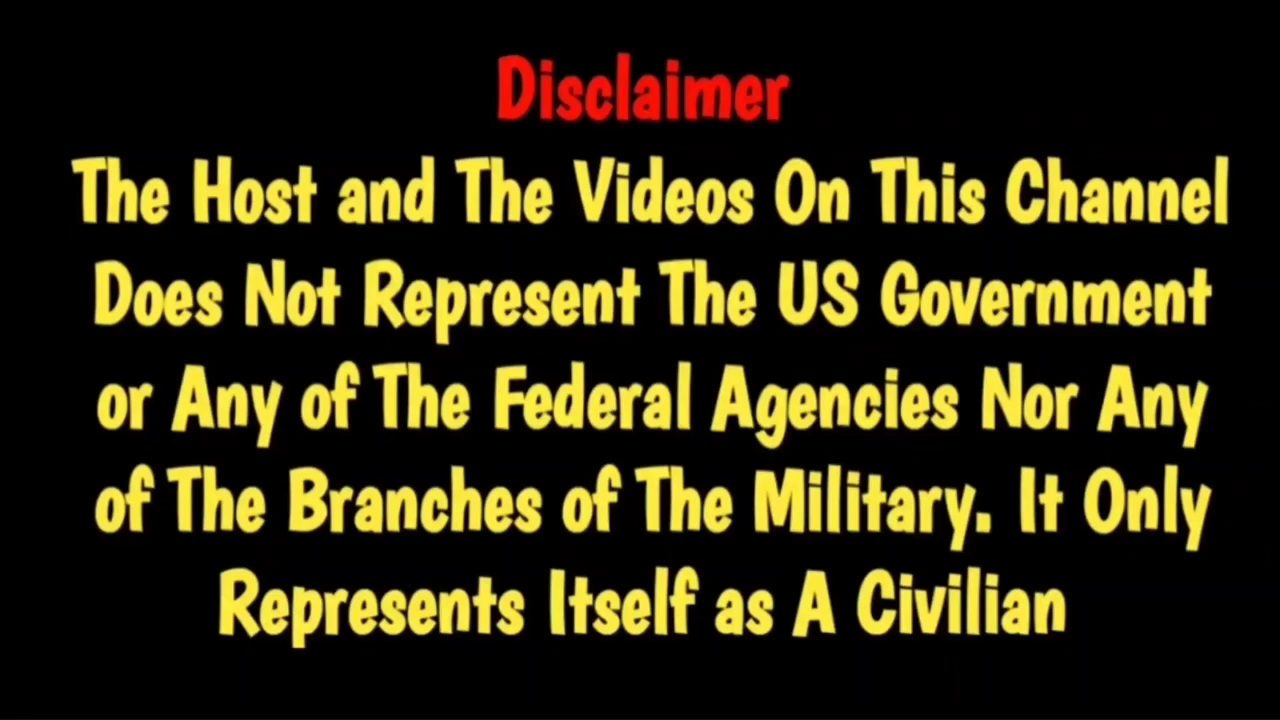 Disclaimer
The Host and The Videos On This Channel
Does Not Represent The US Government
or Any of The Federal Agencies Nor Any
of The Branches of The Military. It Only
Represents Itself as A Civilian